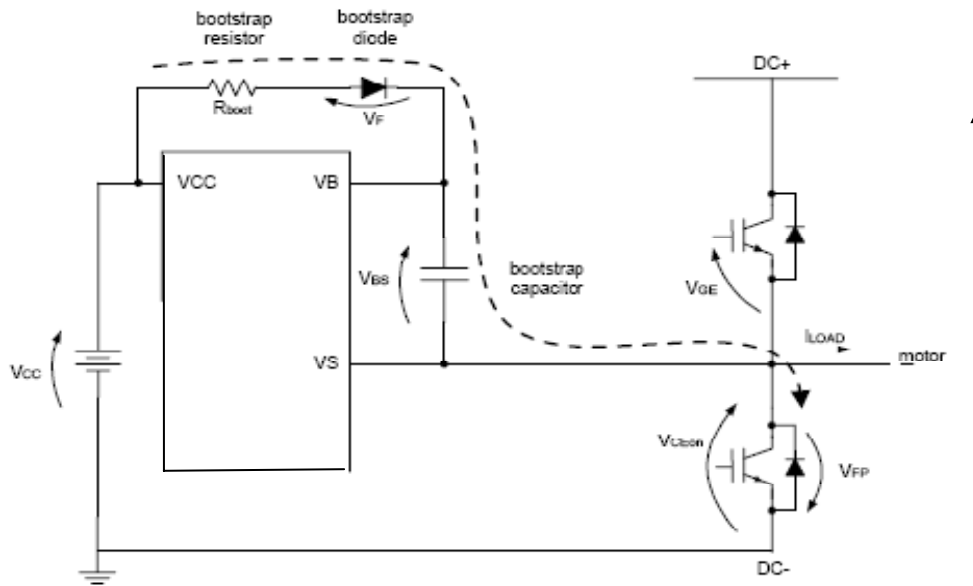 bootstrap
resistor
bootstrap
diode
DC+
Rboot
VF
VCC
VB
VBS
bootstrap
capacitor
VGE
ILOAD
motor
VS
VCC
VCEon
VFP
DC-